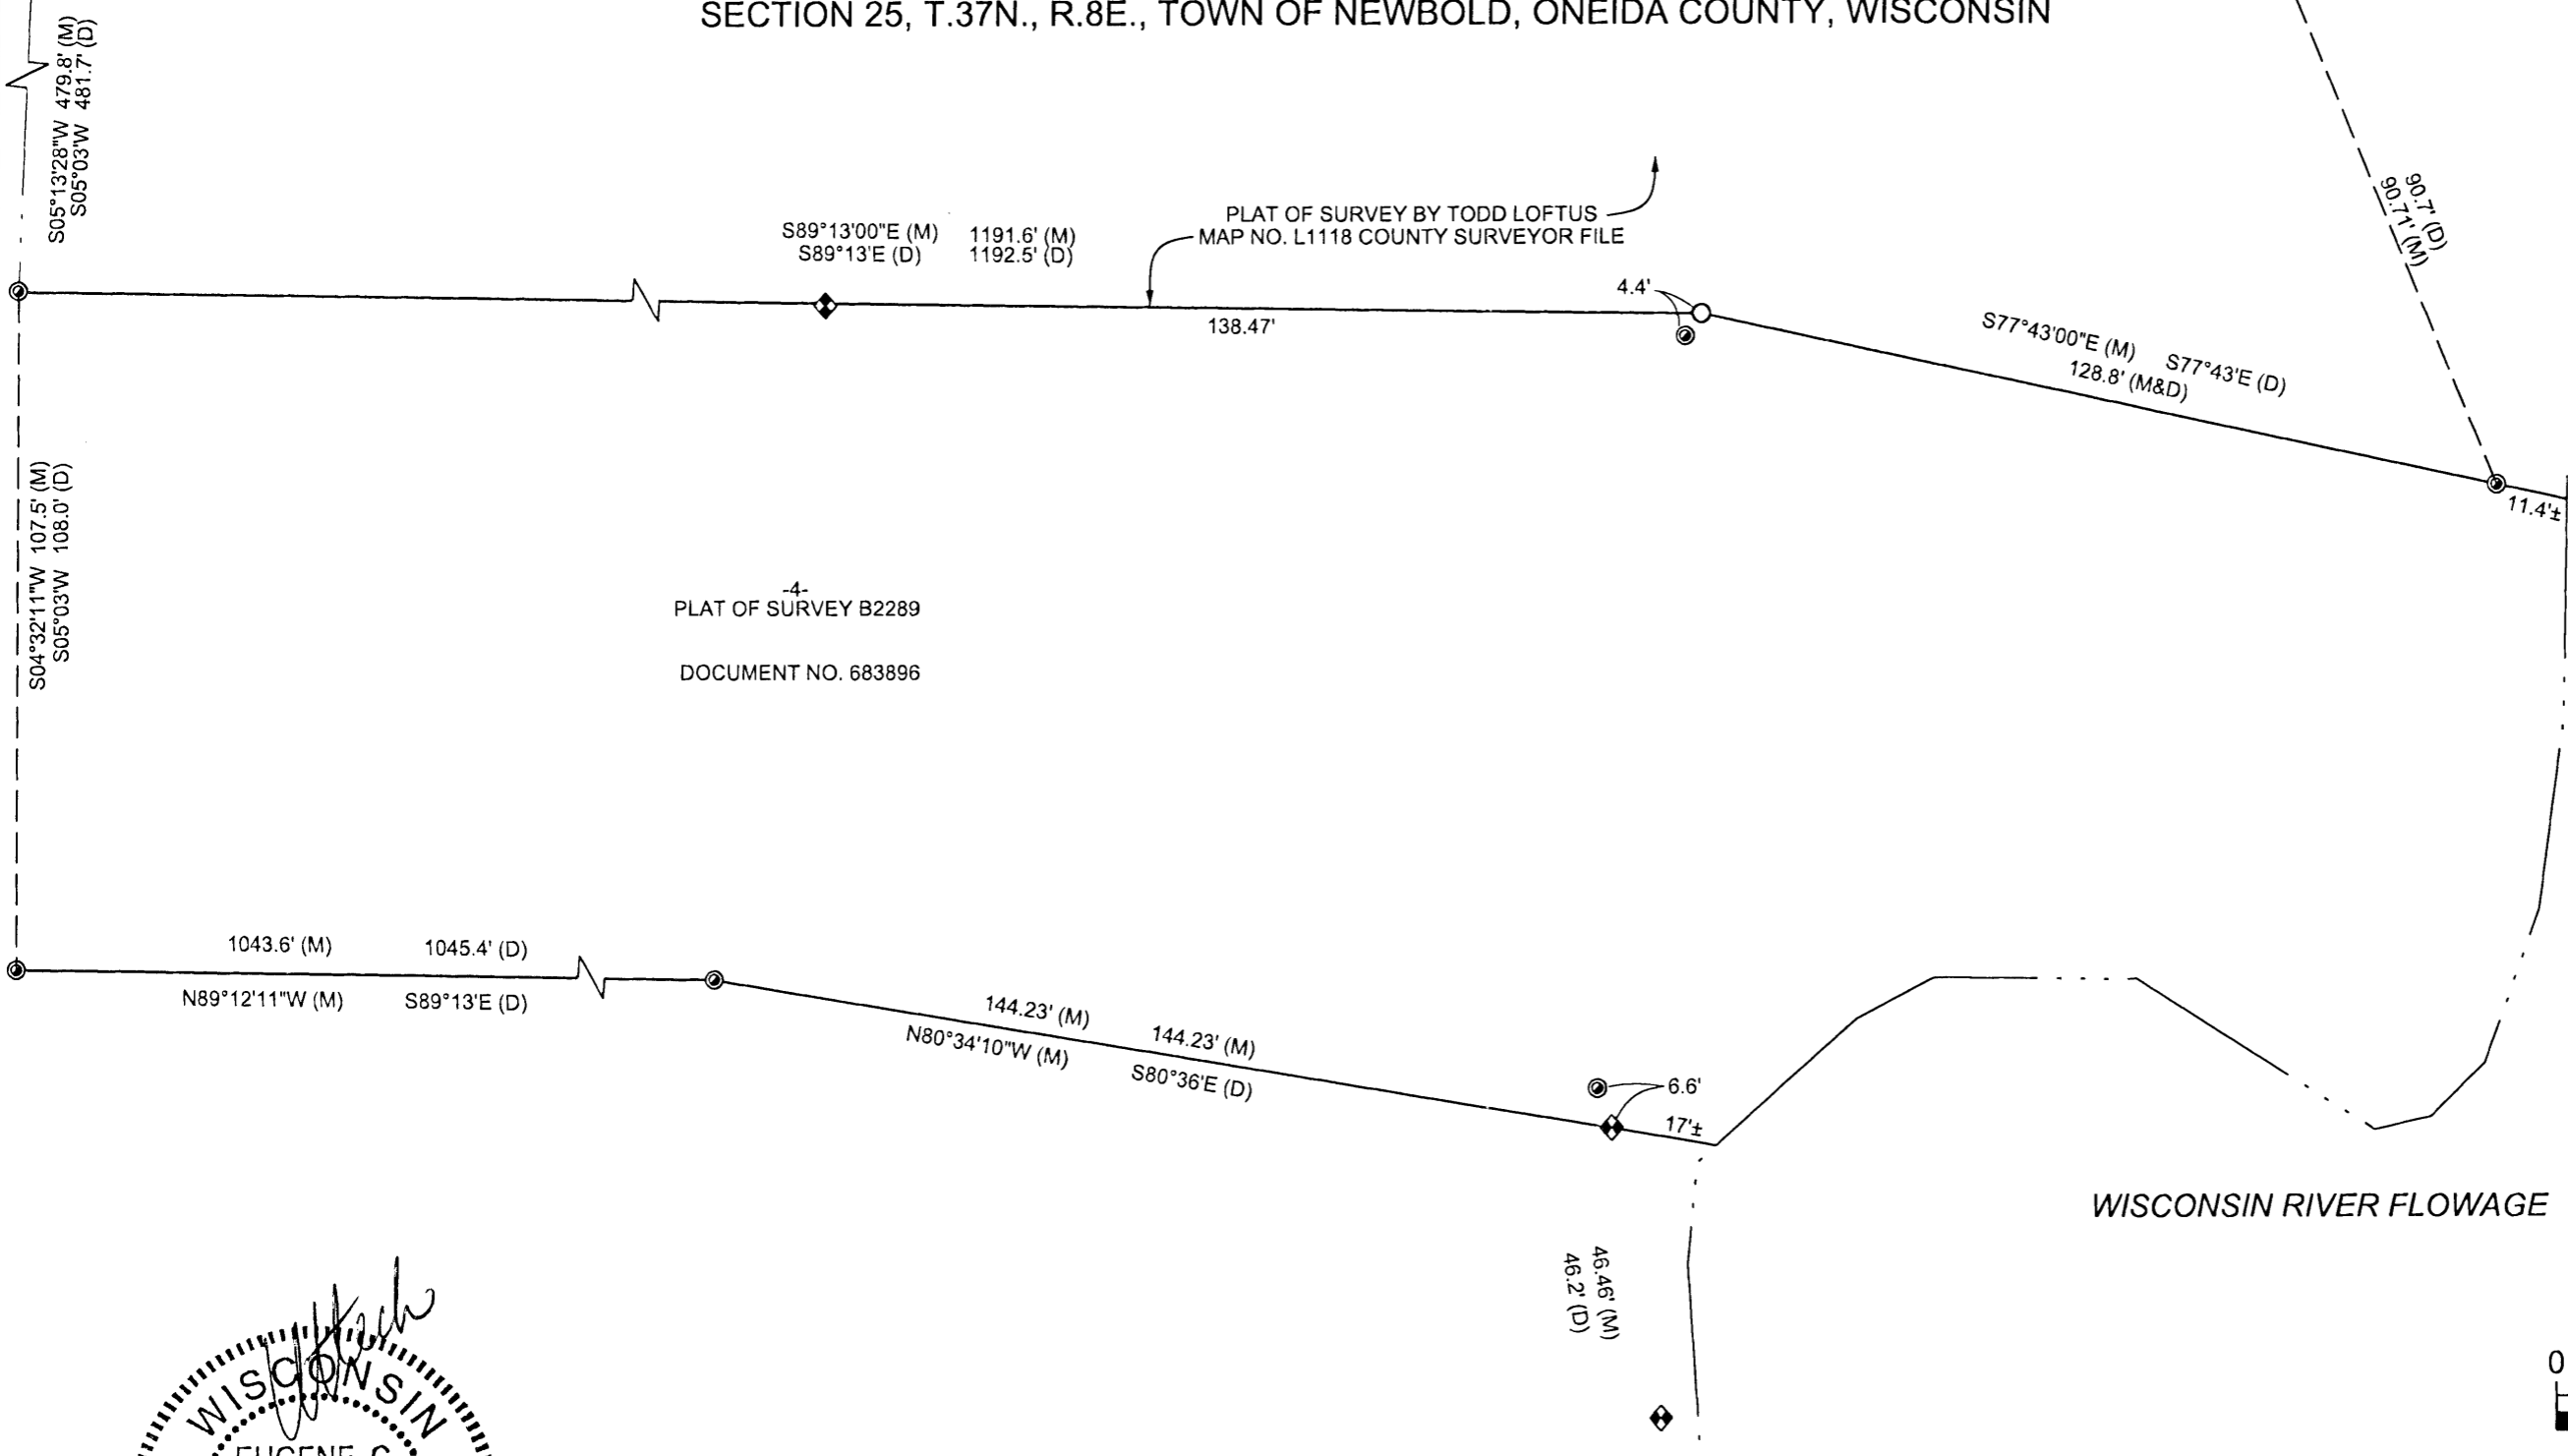 SECTION 25, T.37N., R.8E., TOWN OF NEWBOLD, ONEIDA COUNTY, WISCONSIN
S05°13'28"W 479.8' (M)
S05°03'W 481.7' (D)
90.7' (D)
90.71' (M)
PLAT OF SURVEY BY TODD LOFTUS
MAP NO. L1118 COUNTY SURVEYOR FILE
S89°13'00"E (M) 1191.6' (M)
S89°13'E (D) 1192.5' (D)
4.4'
138.47'
S77°43'00"E (M) S77°43'E (D)
128.8' (M&D)
11.4'±
S04°32'11"W 107.5' (M)
S05°03'W 108.0' (D)
-4-
PLAT OF SURVEY B2289
DOCUMENT NO. 683896
1043.6' (M) 1045.4' (D)
N89°12'11"W (M) S89°13'E (D)
144.23' (M) 144.23' (M)
N80°34'10"W (M) S80°36'E (D)
6.6'
17'±
WISCONSIN RIVER FLOWAGE
46.46' (M)
46.2' (D)
0
WISCONSIN
EUGENE C